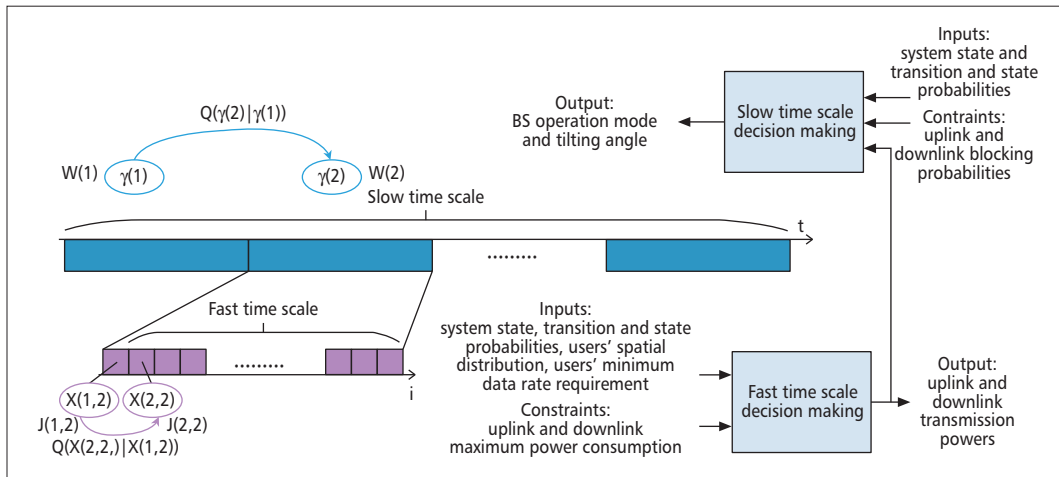 Q(γ(2)|γ(1))
W(1)
γ(1)
γ(2)
W(2)
Slow time scale
t
.........
Fast time scale
.........
i
X(1,2)
X(2,2)
J(1,2)
J(2,2)
Q(X(2,2,)|X(1,2))
Output:
BS operation mode
and tilting angle
Slow time scale
decision making
Inputs:
system state and
transition and state
probabilities
Contraints:
uplink and
downlink blocking
probabilities
Inputs:
system state, transition and state
probabilities, users' spatial
distribution, users' minimum
data rate requirement
Constraints:
uplink and downlink
maximum power consumption
Fast time scale
decision making
Output:
uplink and
downlink
transmission
powers